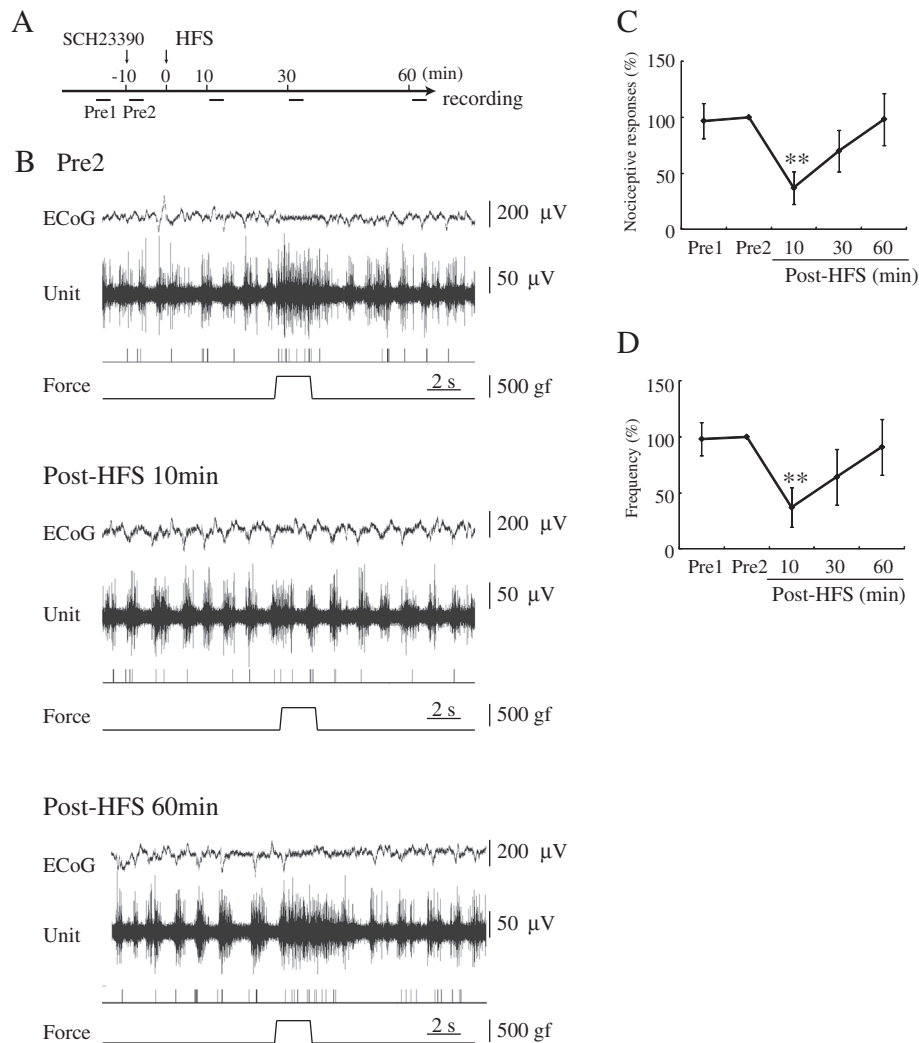 A
SCH23390 HFS
-10 0 10 30 60 (min)
recording
Pre1 Pre2
B Pre2
ECoG 200 μV
Unit 50 μV
Force 2 s 500 gf
Post-HFS 10min
ECoG 200 μV
Unit 50 μV
Force 2 s 500 gf
Post-HFS 60min
ECoG 200 μV
Unit 50 μV
Force 2 s 500 gf
C
Nociceptive responses (%)
150
100
50
0
**
Pre1 Pre2 10 30 60
Post-HFS (min)
D
Frequency (%)
150
100
50
0
**
Pre1 Pre2 10 30 60
Post-HFS (min)